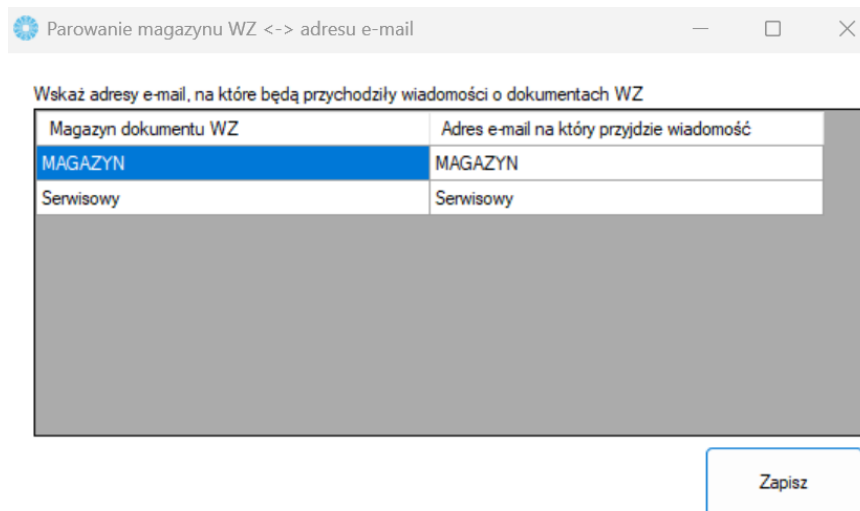 Parowanie magazynu WZ <-> adresu e-mail
Wskaż adresy e-mail, na które będą przychodziły wiadomości o dokumentach WZ
Magazyn dokumentu WZ Adres e-mail na który przyjdzie wiadomość
MAGAZYN MAGAZYN
Serwisowy Serwisowy
Zapisz